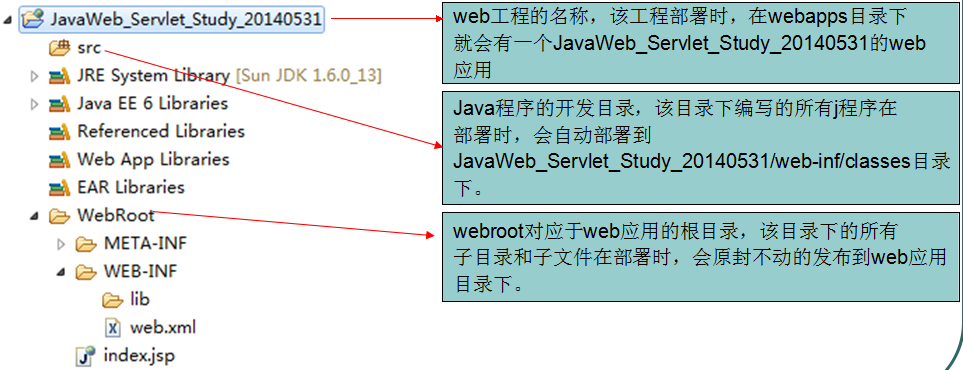 JavaWeb_Servlet_Study_20140531
src
JRE System Library [Sun JDK 1.6.0_13]
Java EE 6 Libraries
Referenced Libraries
Web App Libraries
EAR Libraries
WebRoot
META-INF
WEB-INF
lib
web.xml
index.jsp
web工程的名称，该工程部署时，在webapps目录下
就会有一个JavaWeb_Servlet_Study_20140531的web
应用
Java程序的开发目录，该目录下编写的所有j程序在
部署时，会自动部署到
JavaWeb_Servlet_Study_20140531/web-inf/classes目录
下。
webroot对应于web应用的根目录，该目录下的所有
子目录和子文件在部署时，会原封不动的发布到web应用
目录下。